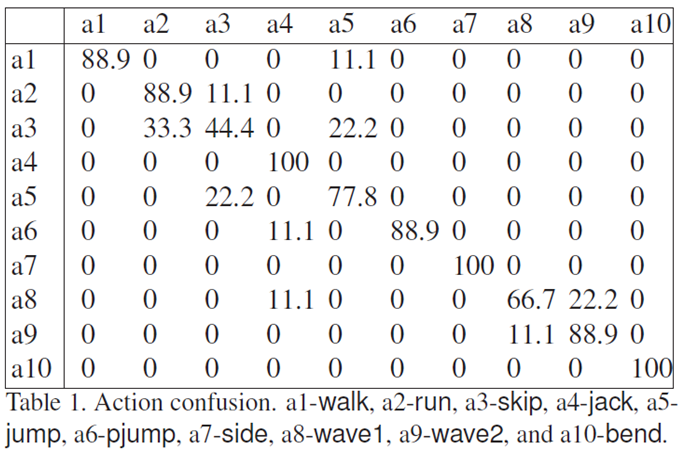 a1 a2 a3 a4 a5 a6 a7 a8 a9 a10
a1 88.9 0 0 0 11.1 0 0 0 0 0
a2 0 88.9 11.1 0 0 0 0 0 0 0
a3 0 33.3 44.4 0 22.2 0 0 0 0 0
a4 0 0 0 100 0 0 0 0 0 0
a5 0 0 22.2 0 77.8 0 0 0 0 0
a6 0 0 0 11.1 0 88.9 0 0 0 0
a7 0 0 0 0 0 0 100 0 0 0
a8 0 0 0 11.1 0 0 0 66.7 22.2 0
a9 0 0 0 0 0 0 0 11.1 88.9 0
a10 0 0 0 0 0 0 0 0 0 100
Table 1. Action confusion. a1-walk, a2-run, a3-skip, a4-jack, a5-
jump, a6-pjump, a7-side, a8-wave1, a9-wave2, and a10-bend.